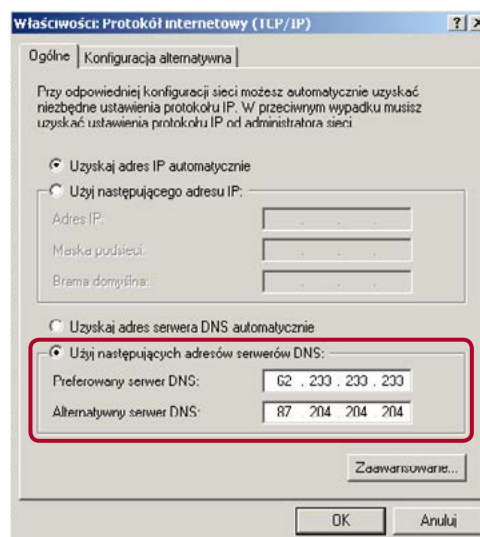 Właściwości: Protokół internetowy (TCP/IP)
Ogólne
Konfiguracja alternatywna
Przy odpowiedniej konfiguracji sieci możesz automatycznie uzyskać
niezbędne ustawienia protokołu IP. W przeciwnym wypadku musisz
uzyskać ustawienia protokołu IP od administratora sieci.
Uzyskaj adres IP automatycznie
Użyj następującego adresu IP:
Adres IP:
Maska podsieci:
Brama domyślna:
Uzyskaj adres serwera DNS automatycznie
Użyj następujących adresów serwerów DNS:
Preferowany serwer DNS: 62 . 233 . 233 . 233
Alternatywny serwer DNS: 87 . 204 . 204 . 204
Zaawansowane...
OK Anuluj